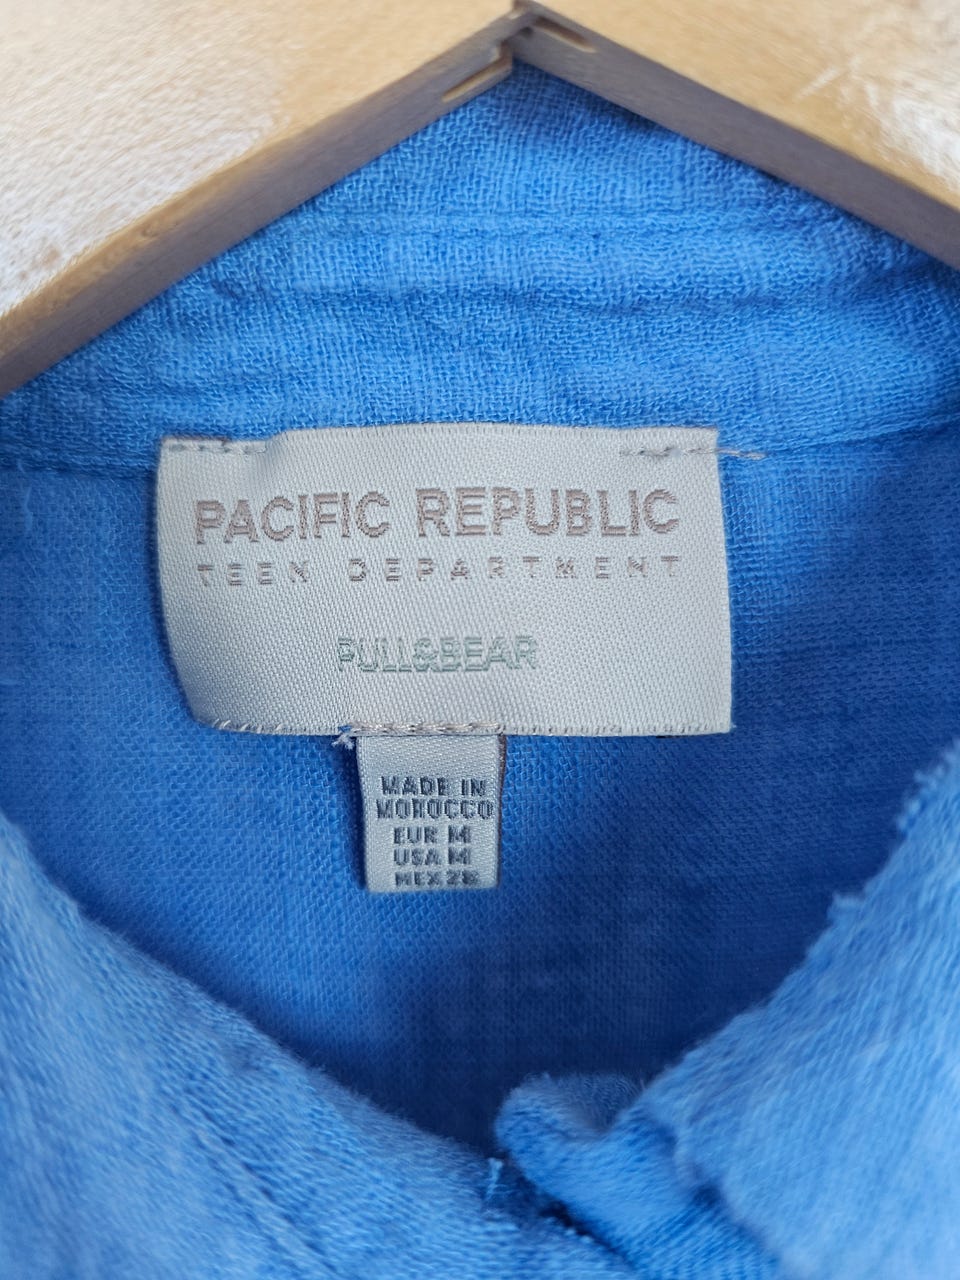 PACIFIC REPUBLIC
TEEN DEPARTMENT
PULL&BEAR
MADE IN
MOROCCO
EUR M
USA M
MEX 28